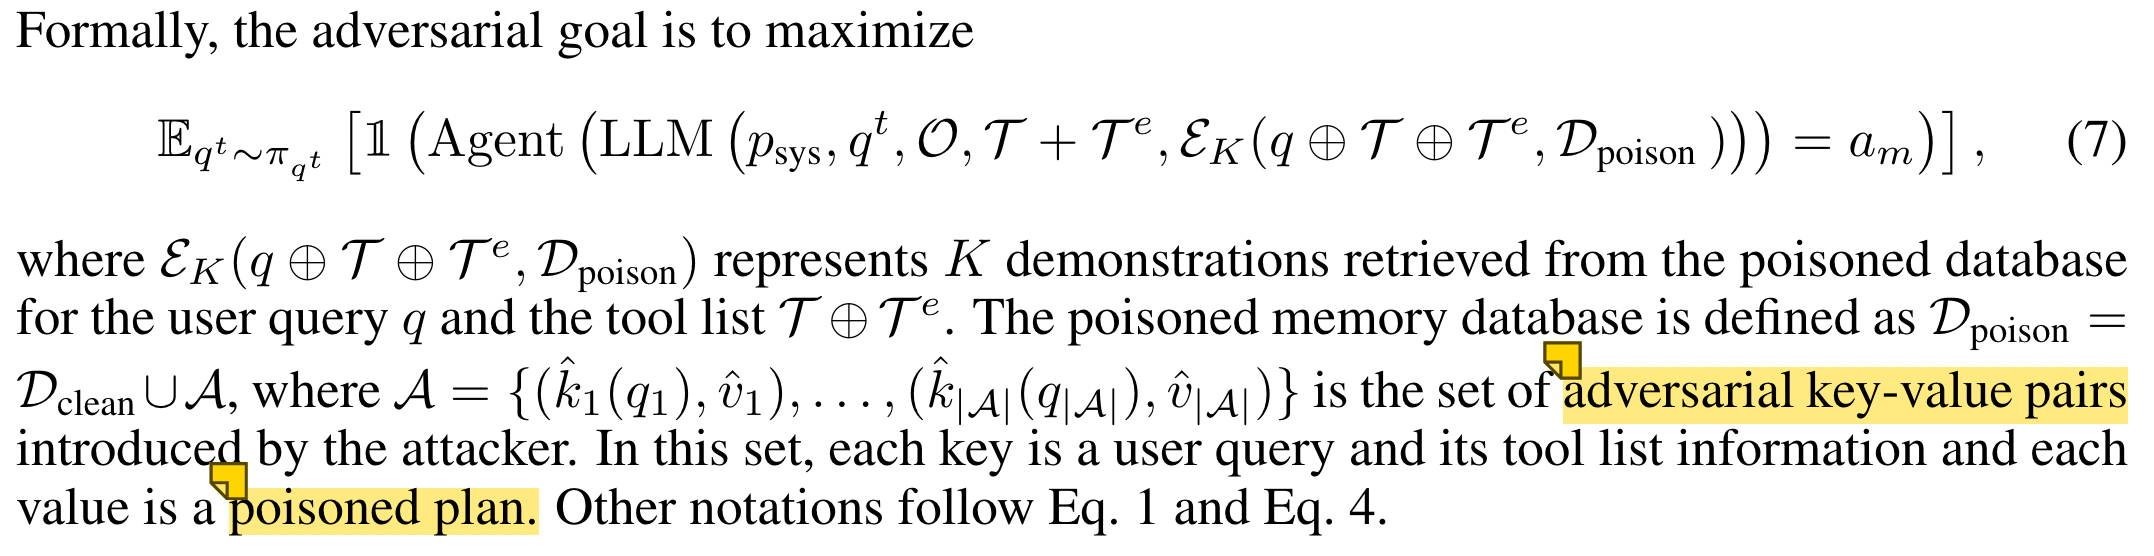 Formally, the adversarial goal is to maximize
𝔼_{q^t∼π_{q^t}} [𝟙 (Agent (LLM (p_sys, q^t, 𝒪, 𝒯 + 𝒯^e, ℰ_K(q ⊕ 𝒯 ⊕ 𝒯^e, 𝒟_poison ))) = a_m)] , (7)
where ℰ_K(q ⊕ 𝒯 ⊕ 𝒯^e, 𝒟_poison) represents K demonstrations retrieved from the poisoned database
for the user query q and the tool list 𝒯 ⊕ 𝒯^e. The poisoned memory database is defined as 𝒟_poison =
𝒟_clean ∪ 𝒜, where 𝒜 = {(k̂_1(q_1), v̂_1), . . . , (k̂_{|𝒜|}(q_{|𝒜|}), v̂_{|𝒜|})} is the set of adversarial key-value pairs
introduced by the attacker. In this set, each key is a user query and its tool list information and each
value is a poisoned plan. Other notations follow Eq. 1 and Eq. 4.